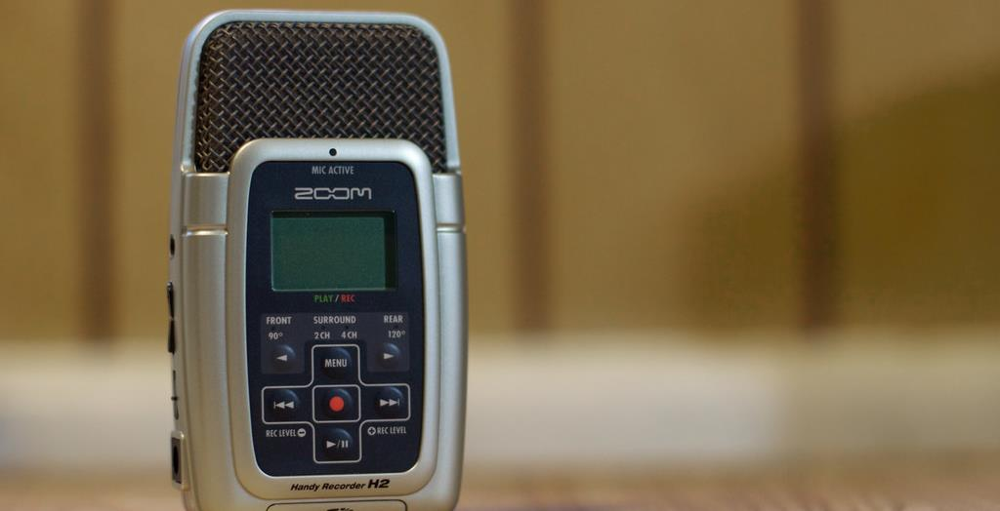 MIC ACTIVE
ZOOM
PLAY / REC
FRONT SURROUND REAR
90° 2 CH 4 CH 120°
MENU
REC LEVEL REC LEVEL
Handy Recorder H2